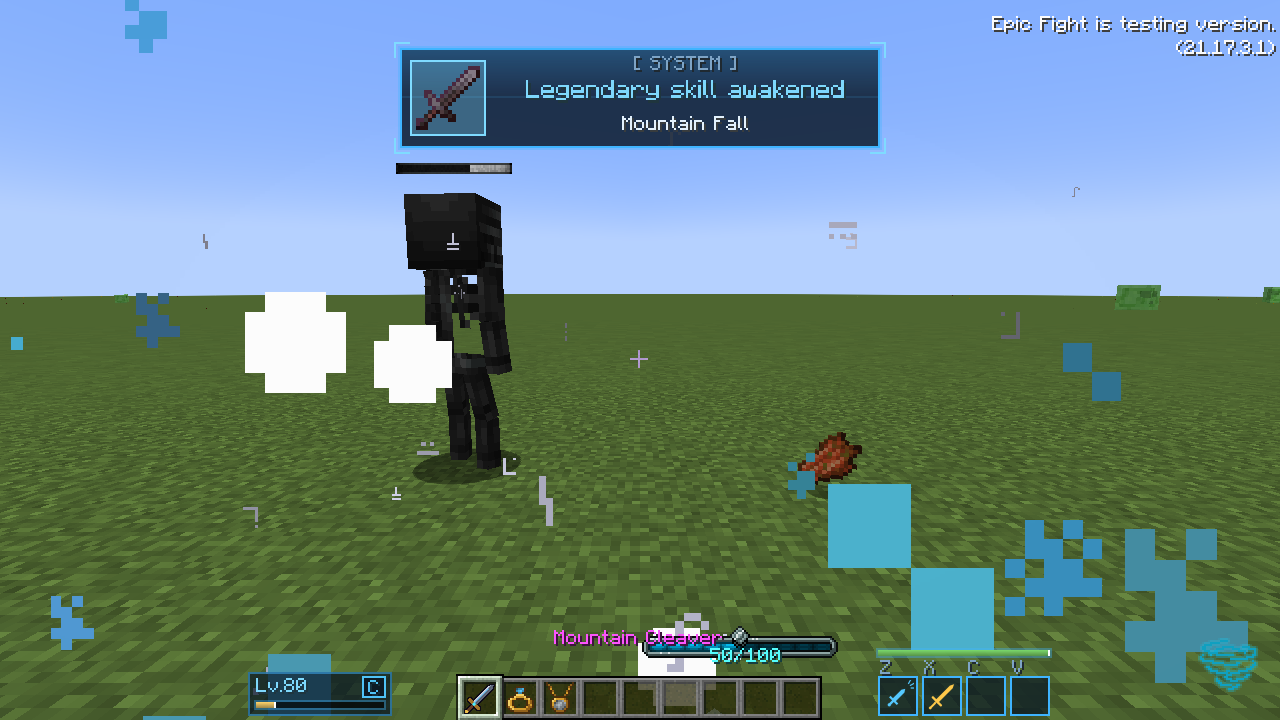 Epic Fight is testing version.
(21.17.3.1)
[ SYSTEM ]
Legendary skill awakened
Mountain Fall
Mountain Cleaver
50/100
Z X C V
Lv.80
C